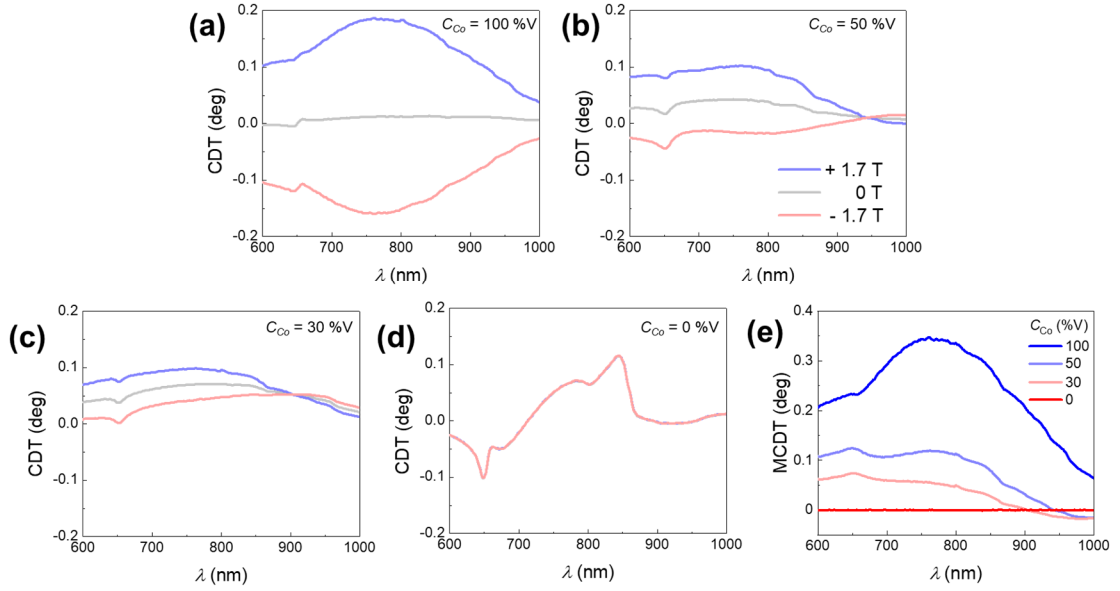 (a)
C_Co = 100 %V
0.2
0.1
0.0
-0.1
-0.2
CDT (deg)
600 700 800 900 1000
λ (nm)
(b)
C_Co = 50 %V
0.2
0.1
0.0
-0.1
-0.2
CDT (deg)
+ 1.7 T
0 T
- 1.7 T
600 700 800 900 1000
λ (nm)
(c)
C_Co = 30 %V
0.2
0.1
0.0
-0.1
-0.2
CDT (deg)
600 700 800 900 1000
λ (nm)
(d)
C_Co = 0 %V
0.2
0.1
0.0
-0.1
-0.2
CDT (deg)
600 700 800 900 1000
λ (nm)
(e)
C_Co (%V)
100
50
30
0
0.4
0.3
0.2
0.1
0
MCDT (deg)
600 700 800 900 1000
λ (nm)